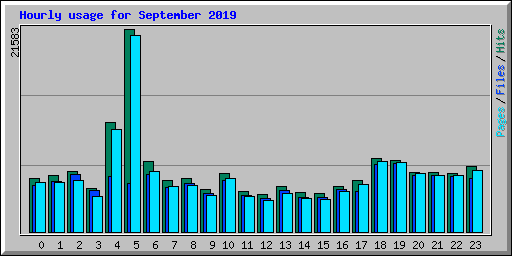 Hourly usage for September 2019
21583
Pages / Files / Hits
0 1 2 3 4 5 6 7 8 9 10 11 12 13 14 15 16 17 18 19 20 21 22 23